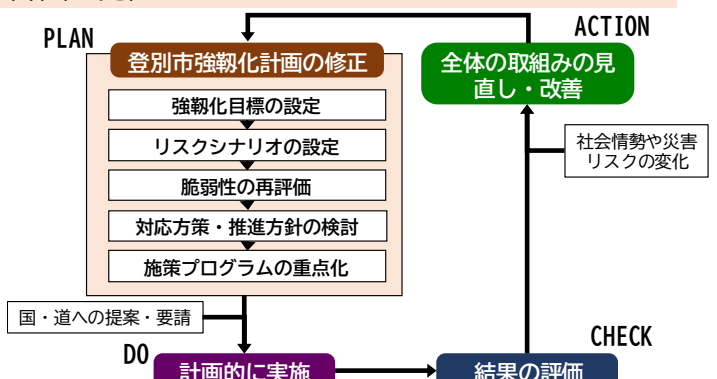 PLAN
登別市強靱化計画の修正
強靱化目標の設定
リスクシナリオの設定
脆弱性の再評価
対応方策・推進方針の検討
施策プログラムの重点化
国・道への提案・要請
ACTION
全体の取組みの見
直し・改善
社会情勢や災害
リスクの変化
DO
計画的に実施
CHECK
結果の評価